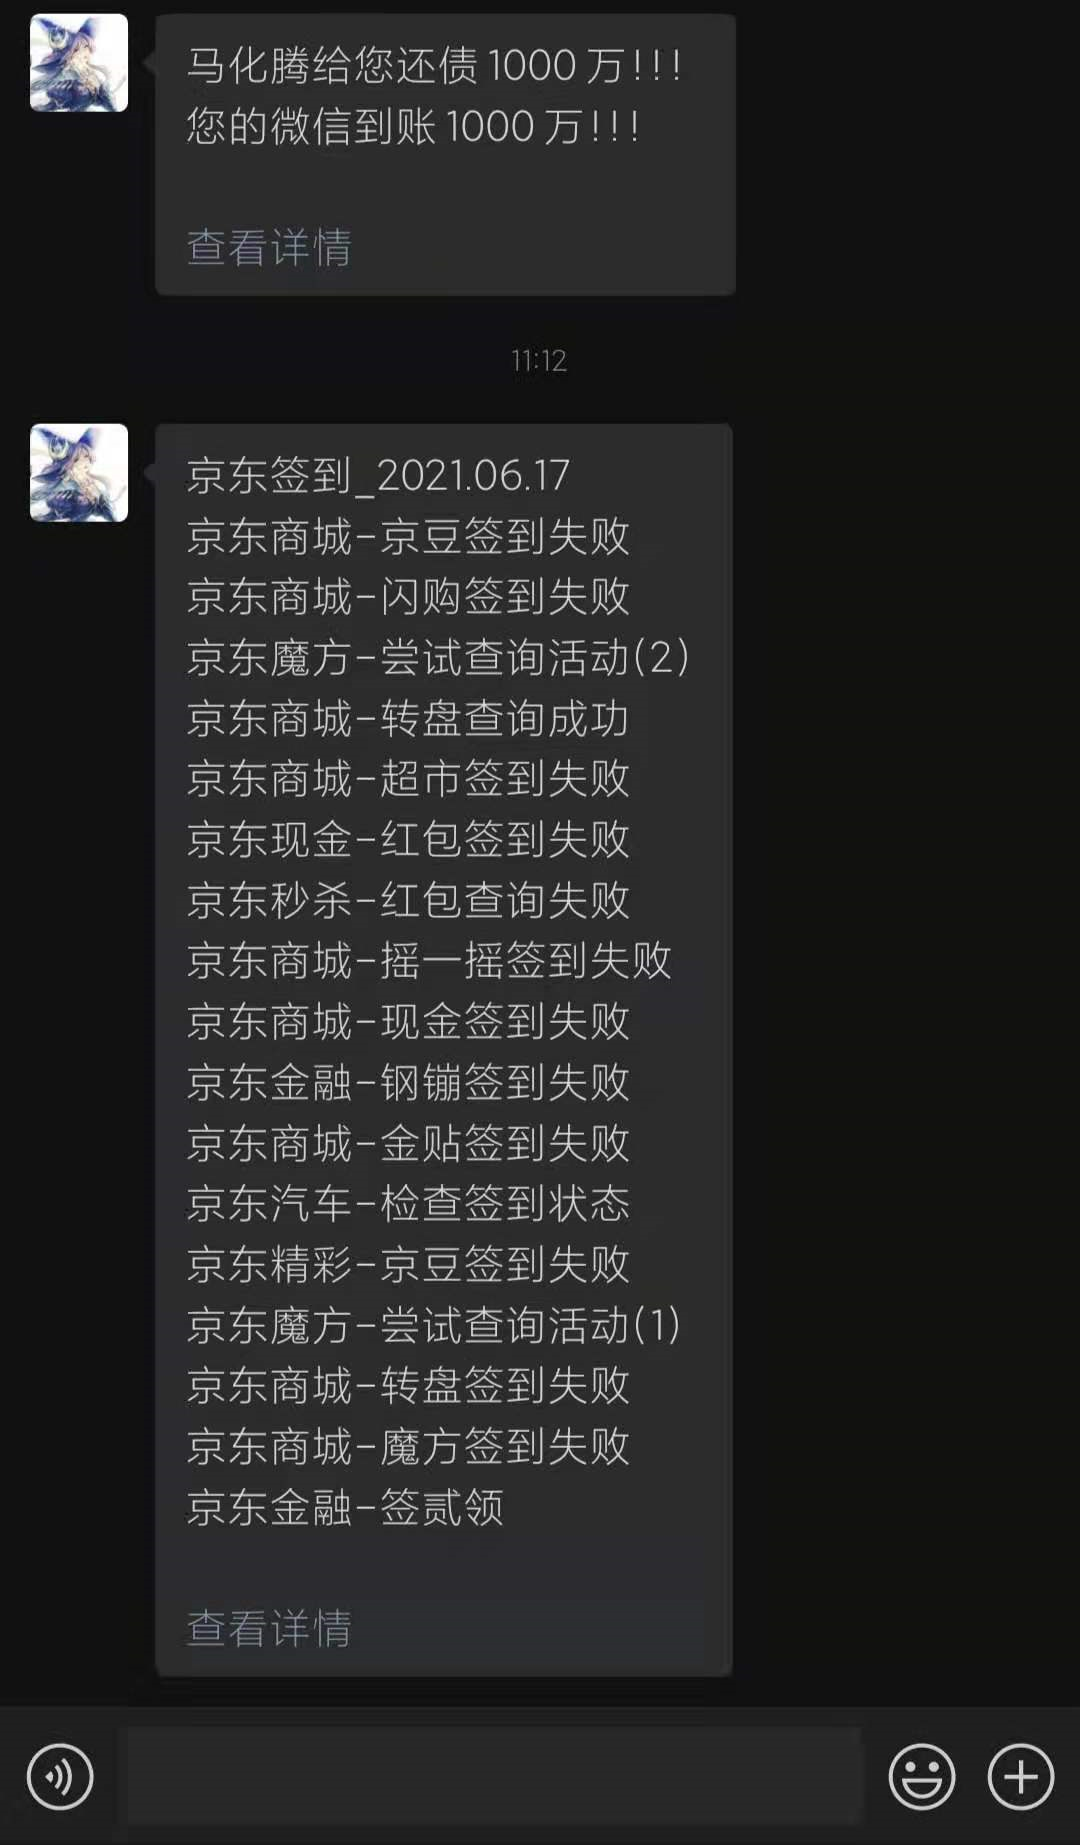 马化腾给您还债1000万!!!
您的微信到账1000万!!!
查看详情
11:12
京东签到_2021.06.17
京东商城-京豆签到失败
京东商城-闪购签到失败
京东魔方-尝试查询活动(2)
京东商城-转盘查询成功
京东商城-超市签到失败
京东现金-红包签到失败
京东秒杀-红包查询失败
京东商城-摇一摇签到失败
京东商城-现金签到失败
京东金融-钢镚签到失败
京东商城-金贴签到失败
京东汽车-检查签到状态
京东精彩-京豆签到失败
京东魔方-尝试查询活动(1)
京东商城-转盘签到失败
京东商城-魔方签到失败
京东金融-签贰领
查看详情